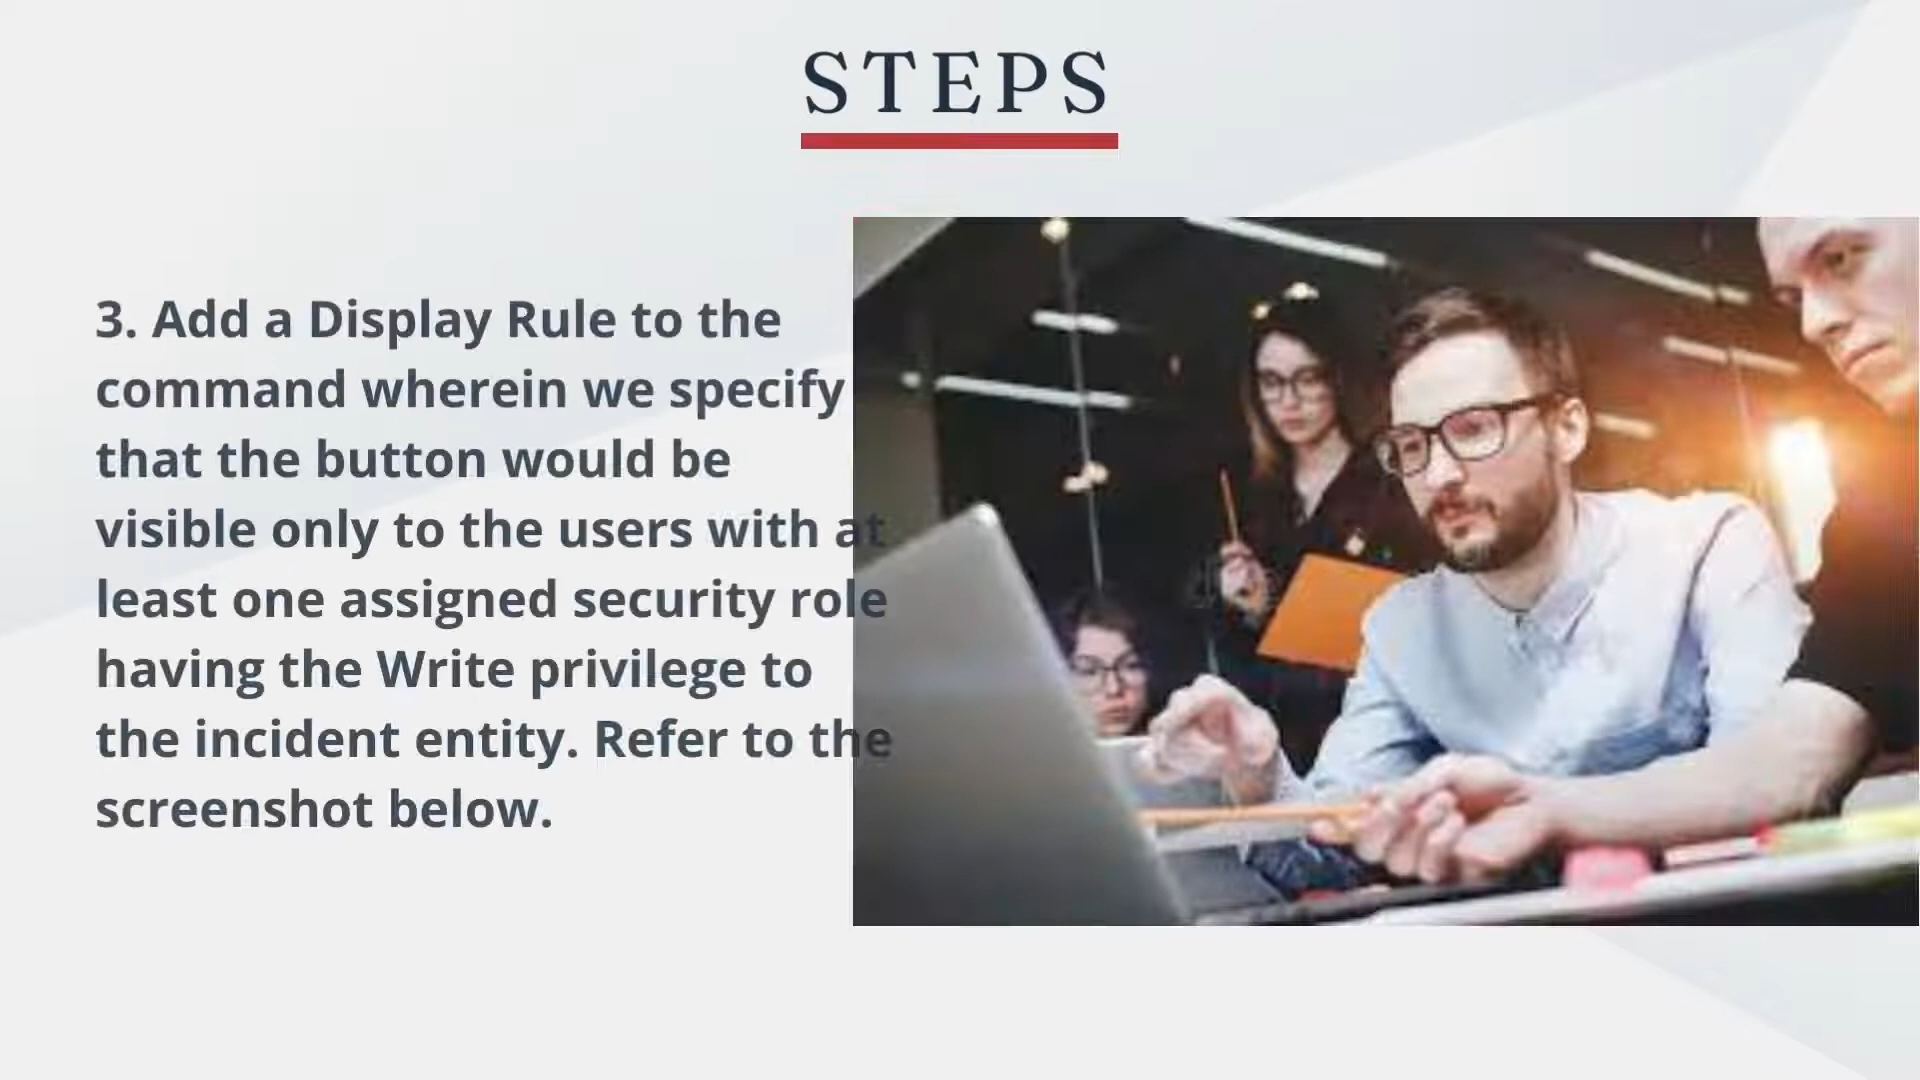 STEPS
3. Add a Display Rule to the
command wherein we specify
that the button would be
visible only to the users with at
least one assigned security role
having the Write privilege to
the incident entity. Refer to the
screenshot below.